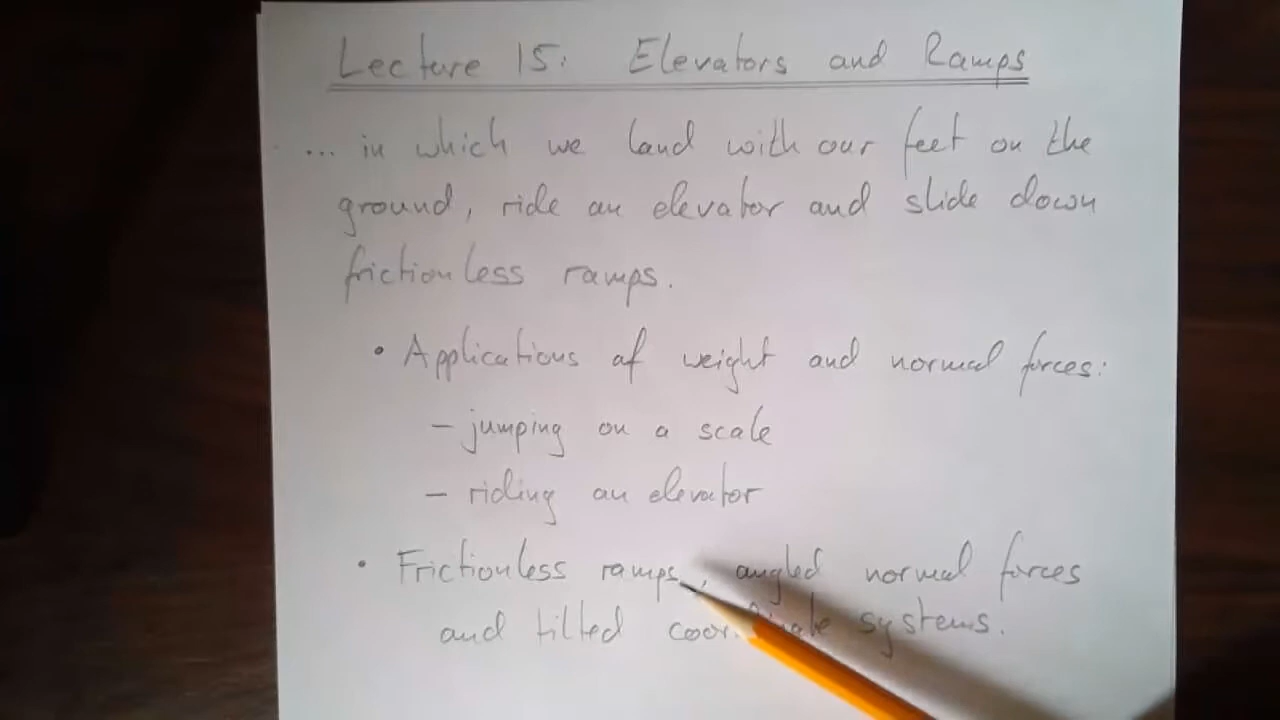 Lecture 15: Elevators and Ramps
... in which we land with our feet on the
ground, ride an elevator and slide down
frictionless ramps.
• Applications of weight and normal forces:
– jumping on a scale
– riding an elevator
• Frictionless ramps, angled normal forces
and tilted coordinate systems.